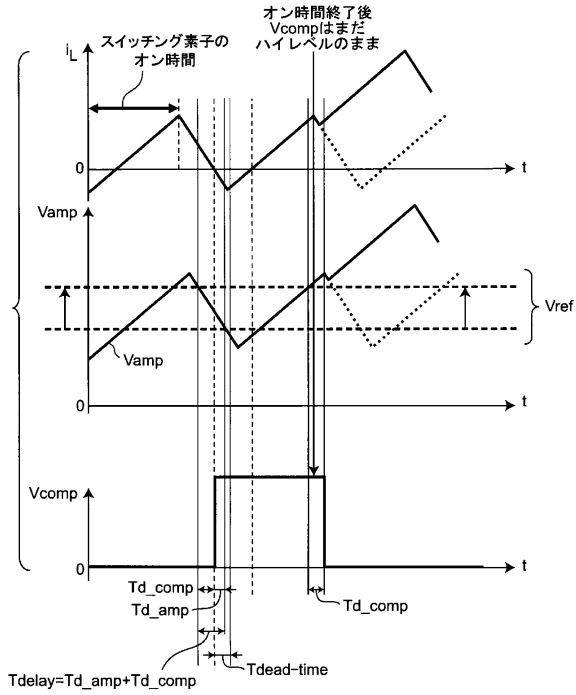 オン時間終了後
Vcompはまだ
ハイレベルのまま
スイッチング素子の
オン時間
iL
0
t
Vamp
Vref
Vamp
0
t
Vcomp
0
t
Td_comp
Td_amp
Td_comp
Tdead-time
Tdelay=Td_amp+Td_comp